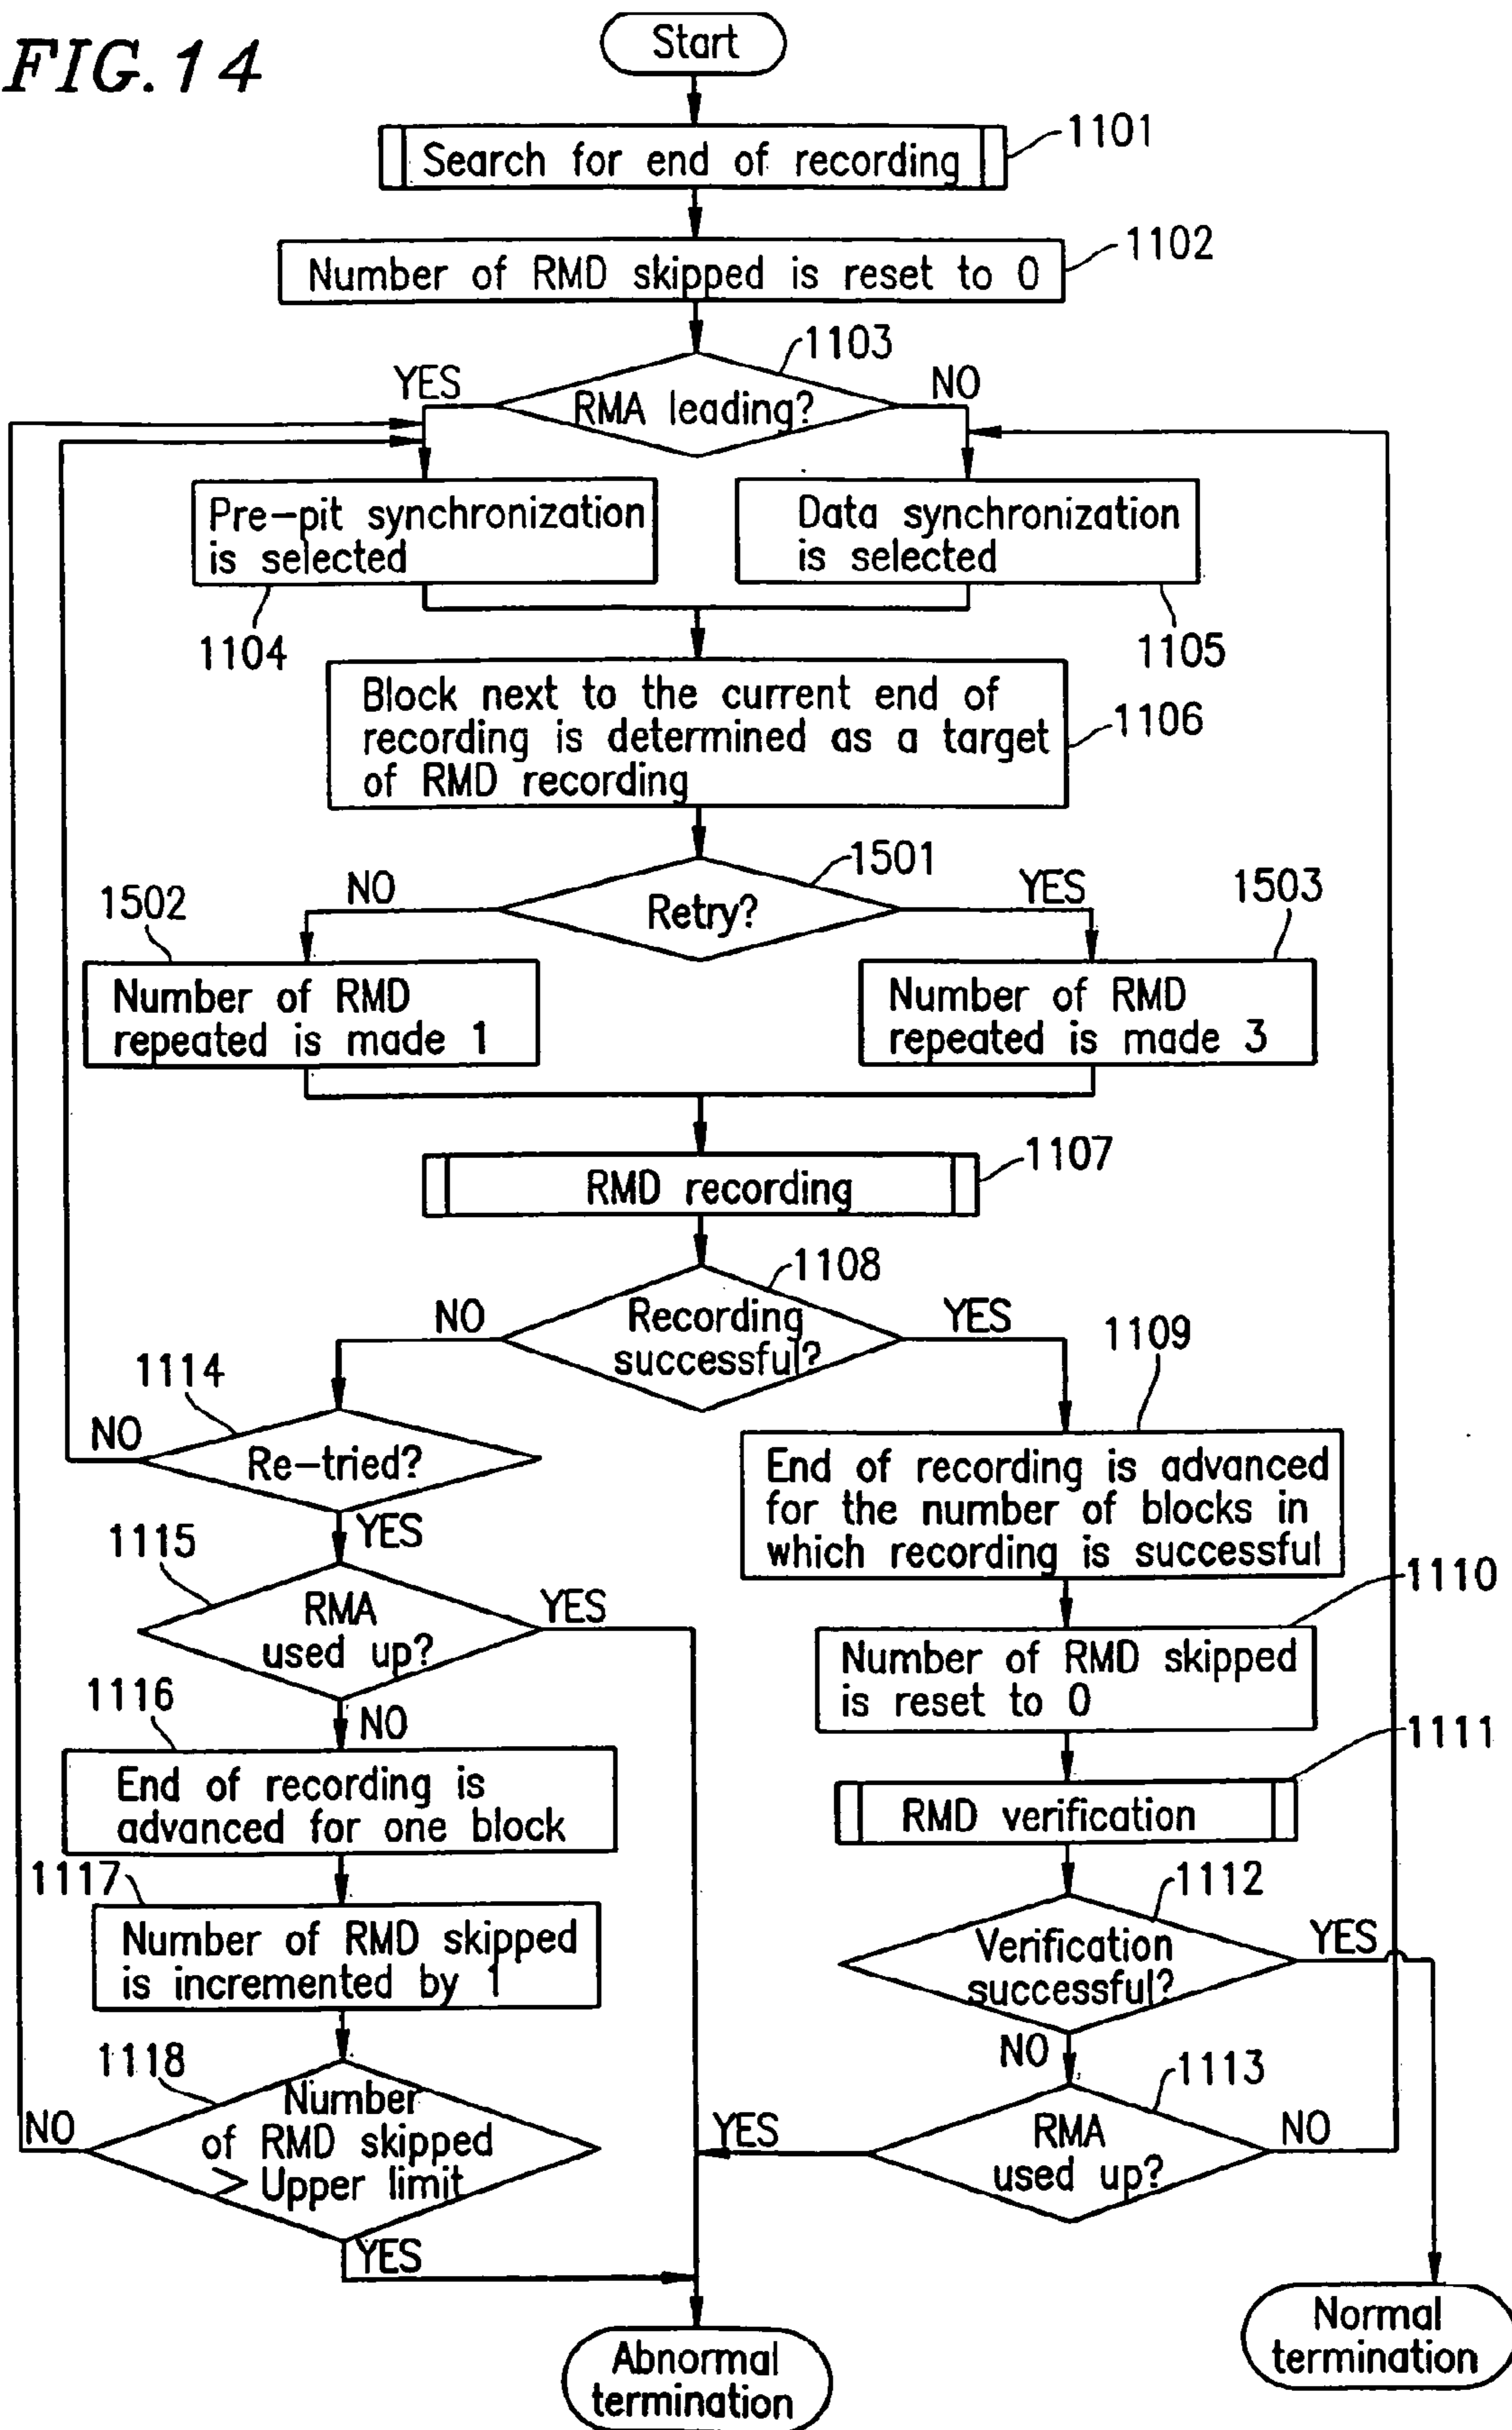 FIG. 14
Start
Search for end of recording
1101
Number of RMD skipped is reset to 0
1102
1103
YES
RMA leading?
NO
Pre-pit synchronization
is selected
Data synchronization
is selected
1104
1105
Block next to the current end of
recording is determined as a target
of RMD recording
1106
1501
NO
Retry?
YES
1502
1503
Number of RMD
repeated is made 1
Number of RMD
repeated is made 3
RMD recording
1107
1108
NO
Recording
successful?
YES
1109
1114
NO
Re-tried?
YES
End of recording is advanced
for the number of blocks in
which recording is successful
1115
RMA
used up?
YES
1110
Number of RMD skipped
is reset to 0
1116
NO
End of recording is
advanced for one block
1111
RMD verification
1117
Number of RMD skipped
is incremented by 1
1112
Verification
successful?
YES
NO
1118
Number
of RMD skipped
> Upper limit
NO
YES
1113
YES
RMA
used up?
NO
Abnormal
termination
Normal
termination